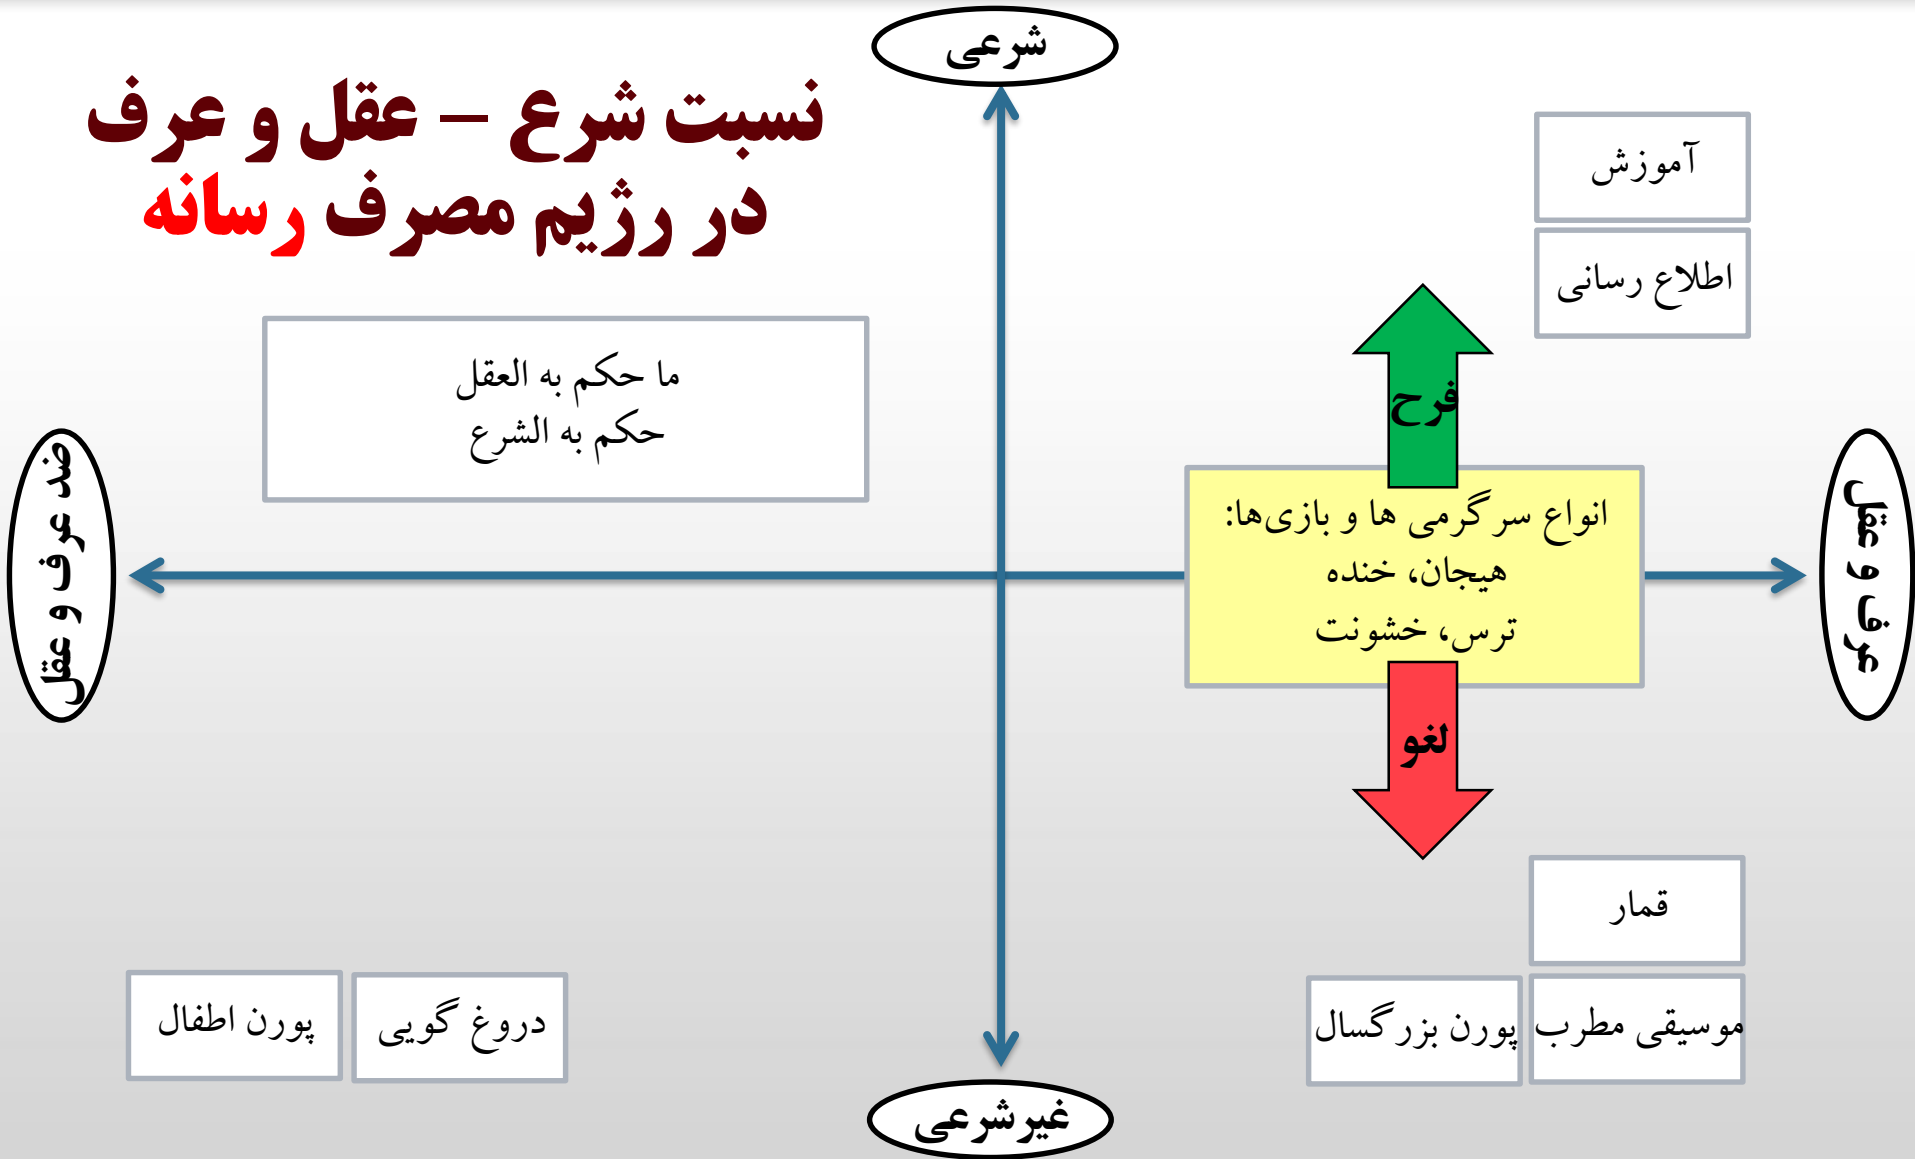 شرعی
نسبت شرع – عقل و عرف
در رژیم مصرف رسانه
آموزش
اطلاع رسانی
ما حکم به العقل
حکم به الشرع
فرح
ضد عرف و عقل
عرف و عقل
انواع سرگرمی ها و بازی‌ها:
هیجان، خنده
ترس، خشونت
لغو
قمار
موسیقی مطرب
پورن بزرگسال
دروغ گویی
پورن اطفال
غیرشرعی